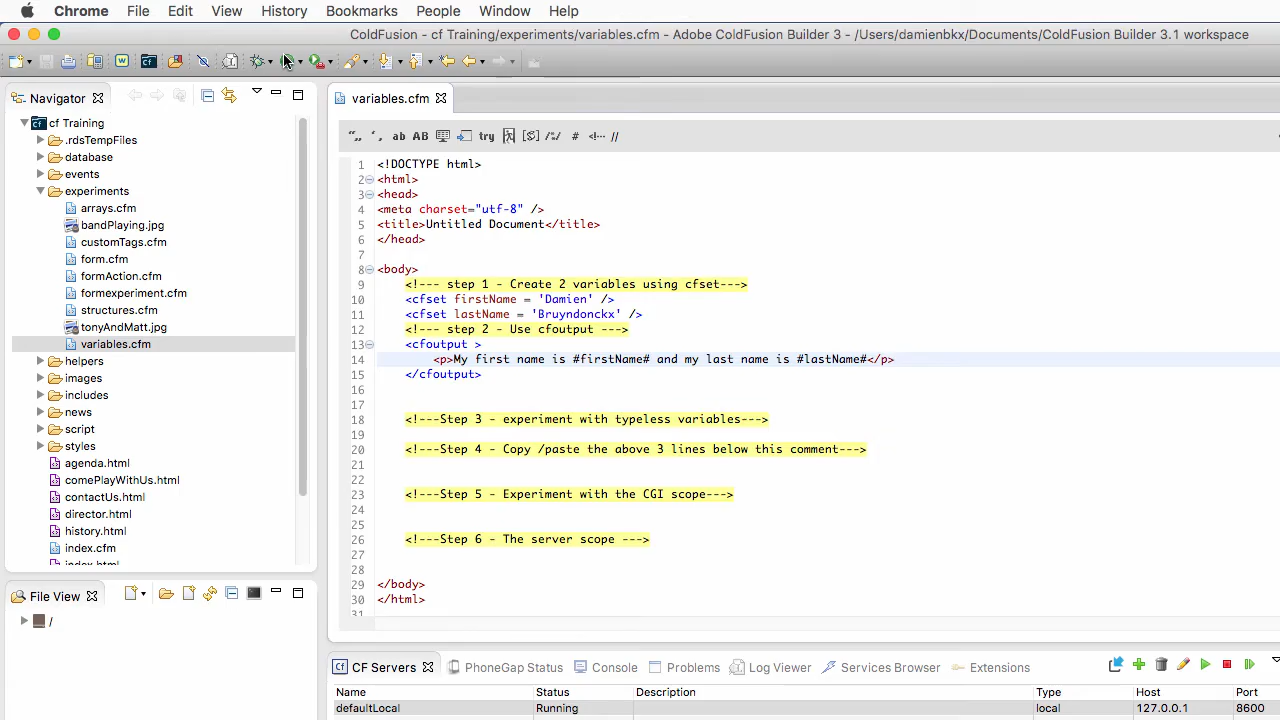 Chrome File Edit View History Bookmarks People Window Help
ColdFusion - cf Training/experiments/variables.cfm - Adobe ColdFusion Builder 3 - /Users/damienbkx/Documents/ColdFusion Builder 3.1 workspace
Navigator
cf Training
.rdsTempFiles
database
events
experiments
arrays.cfm
bandPlaying.jpg
customTags.cfm
form.cfm
formAction.cfm
formexperiment.cfm
structures.cfm
tonyAndMatt.jpg
variables.cfm
helpers
images
includes
news
script
styles
agenda.html
comePlayWithUs.html
contactUs.html
director.html
history.html
index.cfm
index.html
File View
/
variables.cfm
"„ ‘, ab AB try /*/ # <!-- //
1 <!DOCTYPE html>
2 <html>
3 <head>
4 <meta charset="utf-8" />
5 <title>Untitled Document</title>
6 </head>
7
8 <body>
9 <!--- step 1 - Create 2 variables using cfset--->
10 <cfset firstName = 'Damien' />
11 <cfset lastName = 'Bruyndonckx' />
12 <!--- step 2 - Use cfoutput --->
13 <cfoutput >
14 <p>My first name is #firstName# and my last name is #lastName#</p>
15 </cfoutput>
16
17
18 <!---Step 3 - experiment with typeless variables--->
19
20 <!---Step 4 - Copy /paste the above 3 lines below this comment--->
21
22
23 <!---Step 5 - Experiment with the CGI scope--->
24
25
26 <!---Step 6 - The server scope --->
27
28
29 </body>
30 </html>
31
CF Servers PhoneGap Status Console Problems Log Viewer Services Browser Extensions
Name Status Description Type Host Port
defaultLocal Running local 127.0.0.1 8600